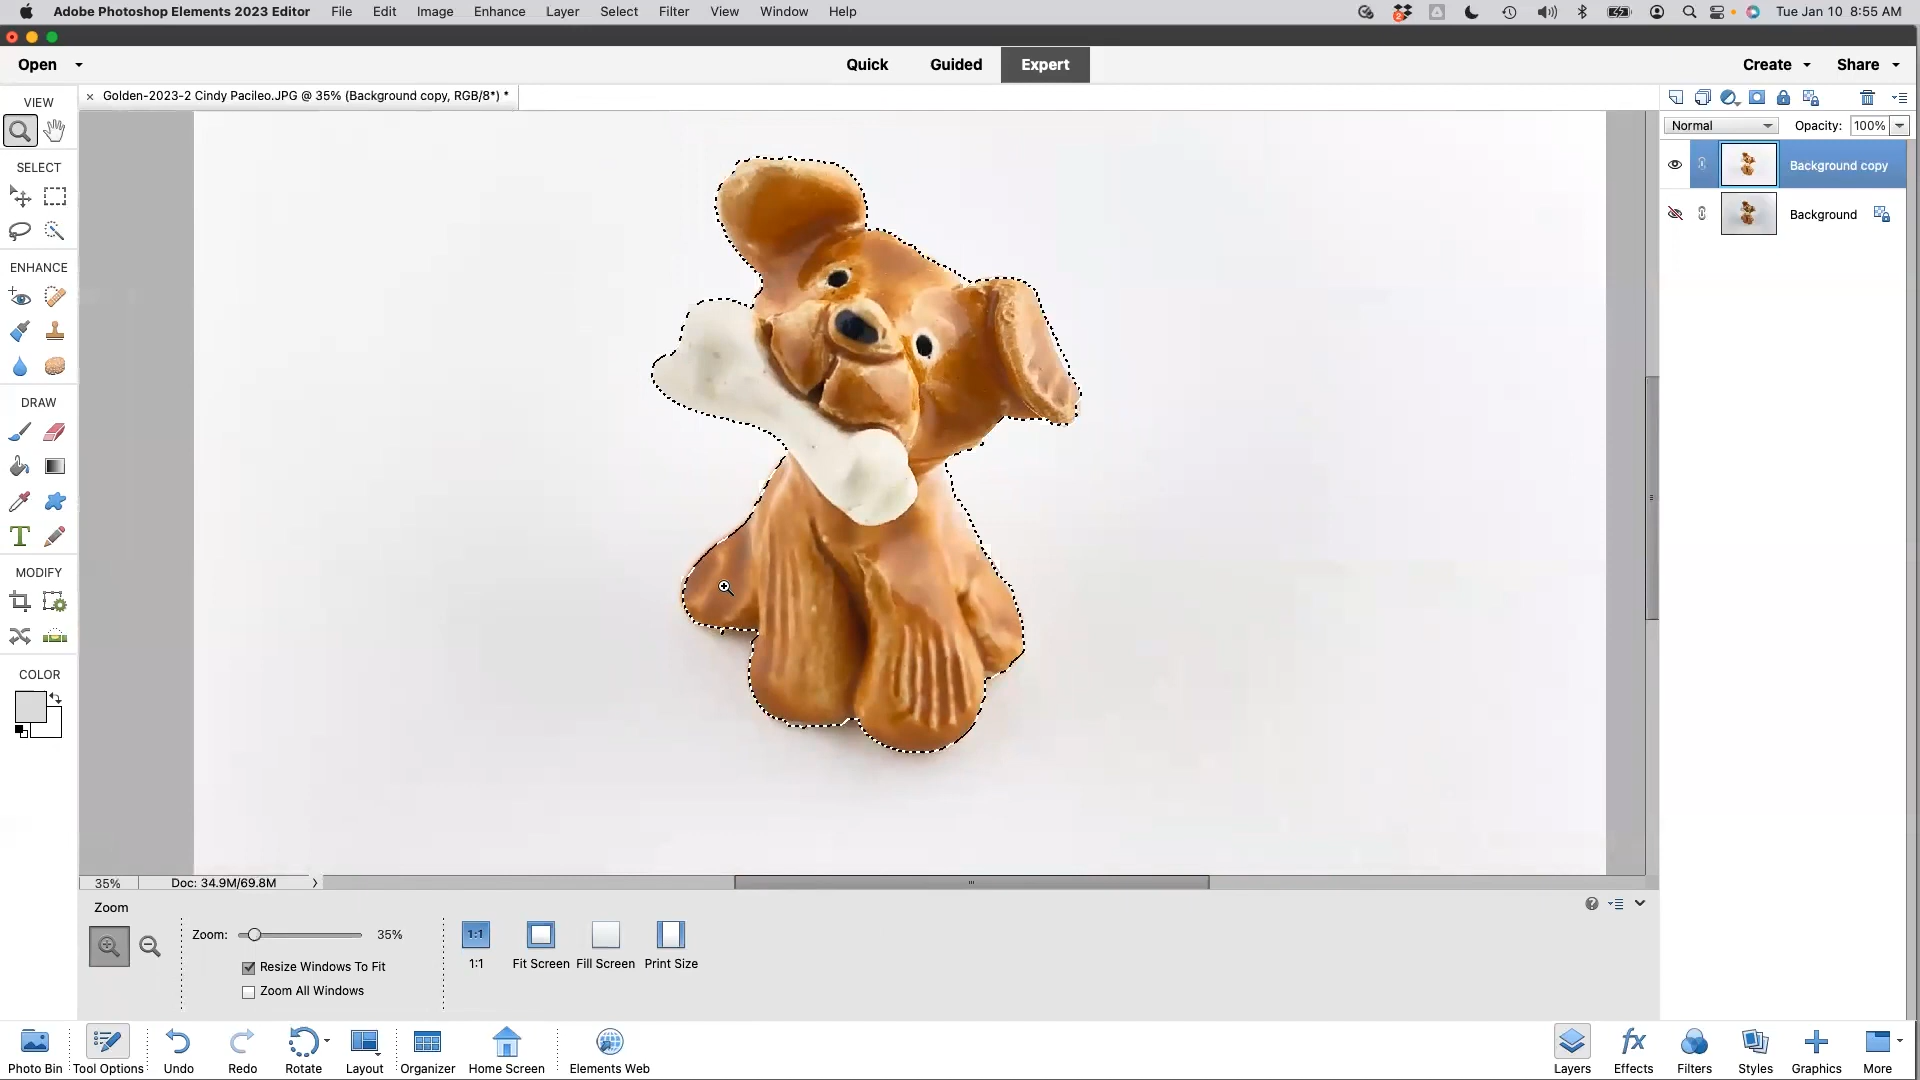 Adobe Photoshop Elements 2023 Editor File Edit Image Enhance Layer Select Filter View Window Help Tue Jan 10 8:55 AM
Open Quick Guided Expert Create Share
VIEW
× Golden-2023-2 Cindy Pacileo.JPG @ 35% (Background copy, RGB/8*) *
Normal Opacity: 100%
SELECT
Background copy
Background
ENHANCE
DRAW
T
MODIFY
COLOR
35% Doc: 34.9M/69.8M
Zoom
Zoom: 35%
Resize Windows To Fit
Zoom All Windows
1:1
1:1 Fit Screen Fill Screen Print Size
fx
Photo Bin Tool Options Undo Redo Rotate Layout Organizer Home Screen Elements Web Layers Effects Filters Styles Graphics More